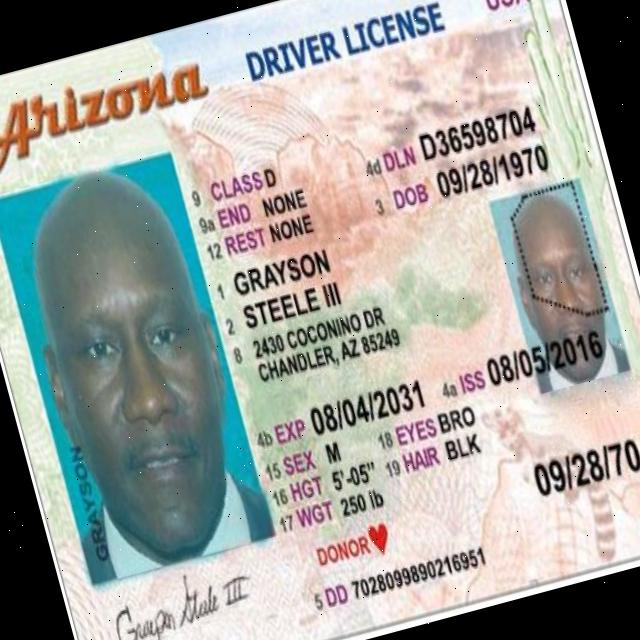 Arizona
DRIVER LICENSE
9 CLASS D
9a END NONE
12 REST NONE
4d DLN D36598704
3 DOB 09/28/1970
1 GRAYSON
2 STEELE III
8 2430 COCONINO DR
CHANDLER, AZ 85249
4b EXP 08/04/2031
4a ISS 08/05/2016
15 SEX M
18 EYES BRO
16 HGT 5'-05"
19 HAIR BLK
17 WGT 250 lb
09/28/70
DONOR
5 DD 7028099890216951
GRAYSON
Grayson Steele III